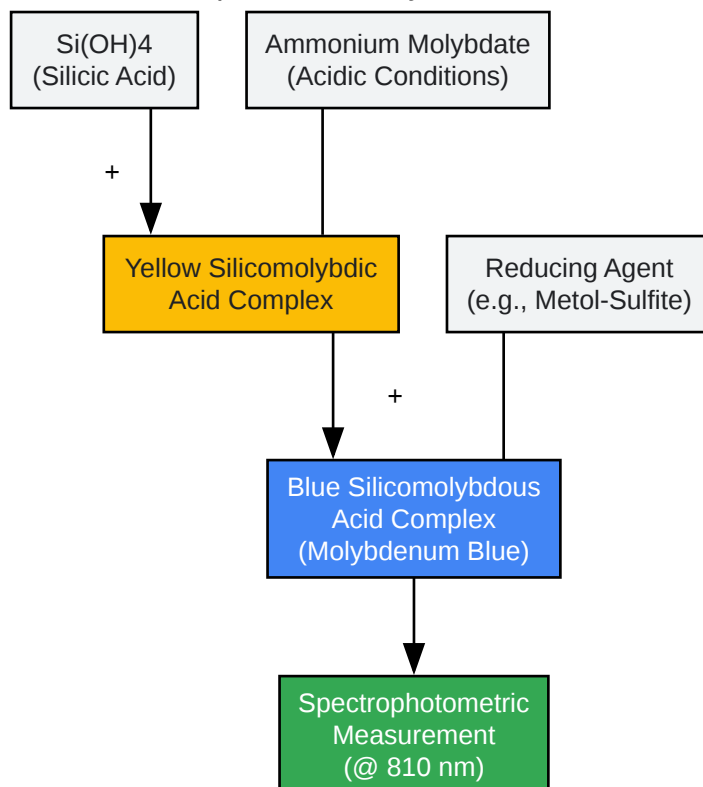 Si(OH)4
(Silicic Acid)
Ammonium Molybdate
(Acidic Conditions)
+
Yellow Silicomolybdic
Acid Complex
Reducing Agent
(e.g., Metol-Sulfite)
+
Blue Silicomolybdous
Acid Complex
(Molybdenum Blue)
Spectrophotometric
Measurement
(@ 810 nm)